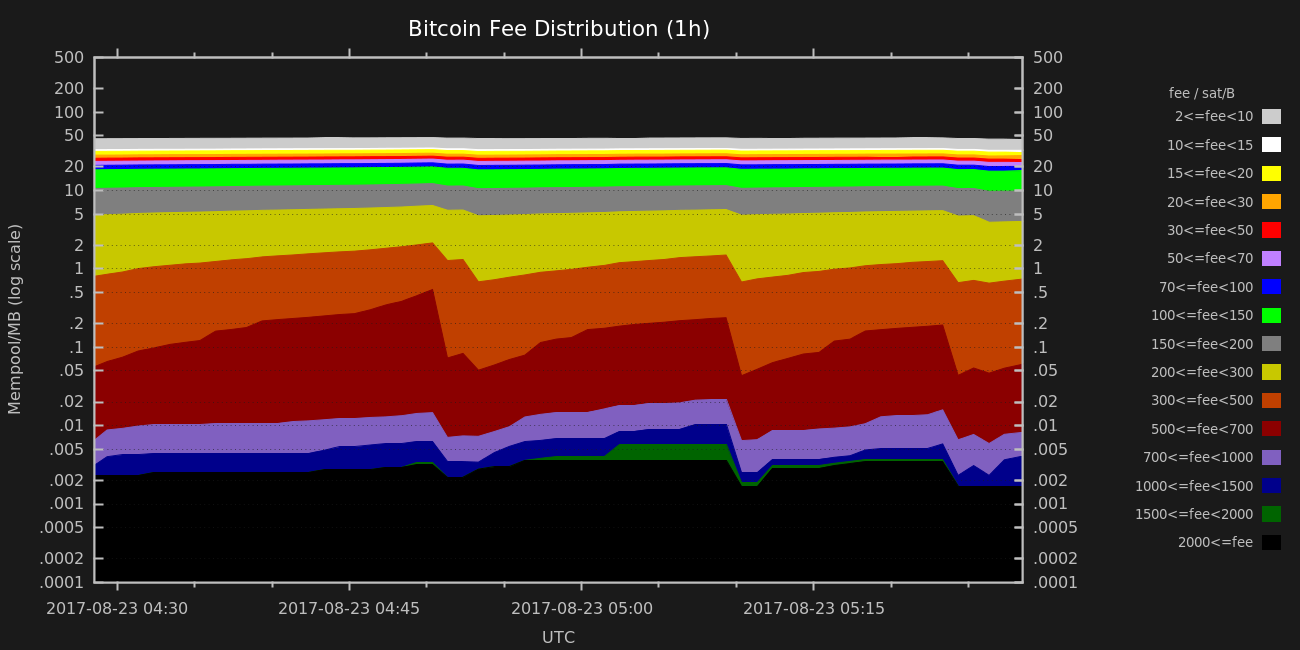 Bitcoin Fee Distribution (1h)
500
200
100
50
20
10
5
2
1
.5
.2
.1
.05
.02
.01
.005
.002
.001
.0005
.0002
.0001
Mempool/MB (log scale)
500
200
100
50
20
10
5
2
1
.5
.2
.1
.05
.02
.01
.005
.002
.001
.0005
.0002
.0001
2017-08-23 04:30 2017-08-23 04:45 2017-08-23 05:00 2017-08-23 05:15
UTC
fee / sat/B
2<=fee<10
10<=fee<15
15<=fee<20
20<=fee<30
30<=fee<50
50<=fee<70
70<=fee<100
100<=fee<150
150<=fee<200
200<=fee<300
300<=fee<500
500<=fee<700
700<=fee<1000
1000<=fee<1500
1500<=fee<2000
2000<=fee